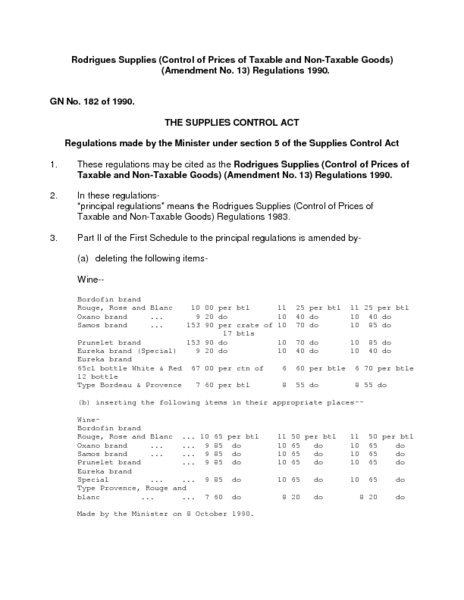 Rodrigues Supplies (Control of Prices of Taxable and Non-Taxable Goods)
(Amendment No. 13) Regulations 1990.
GN No. 182 of 1990.
THE SUPPLIES CONTROL ACT
Regulations made by the Minister under section 5 of the Supplies Control Act
1. These regulations may be cited as the Rodrigues Supplies (Control of Prices of
Taxable and Non-Taxable Goods) (Amendment No. 13) Regulations 1990.
2. In these regulations-
"principal regulations" means the Rodrigues Supplies (Control of Prices of
Taxable and Non-Taxable Goods) Regulations 1983.
3. Part II of the First Schedule to the principal regulations is amended by-
(a) deleting the following items-
Wine--
Bordofin brand
Rouge, Rose and Blanc 10 00 per btl 11 25 per btl 11 25 per btl
Oxano brand ... 9 20 do 10 40 do 10 40 do
Samos brand ... 153 90 per crate of 10 70 do 10 85 do
17 btls
Prunelet brand 153 90 do 10 70 do 10 85 do
Eureka brand (Special) 9 20 do 10 40 do 10 40 do
Eureka brand
65cl bottle White & Red 67 00 per ctn of 6 60 per btle 6 70 per btle
12 bottle
Type Bordeau & Provence 7 60 per btl 8 55 do 8 55 do
(b) inserting the following items in their appropriate places--
Wine-
Bordofin brand
Rouge, Rose and Blanc ... 10 65 per btl 11 50 per btl 11 50 per btl
Oxano brand ... ... 9 85 do 10 65 do 10 65 do
Samos brand ... ... 9 85 do 10 65 do 10 65 do
Prunelet brand ... 9 85 do 10 65 do 10 65 do
Eureka brand
Special ... ... 9 85 do 10 65 do 10 65 do
Type Provence, Rouge and
blanc ... ... 7 60 do 8 20 do 8 20 do
Made by the Minister on 8 October 1990.